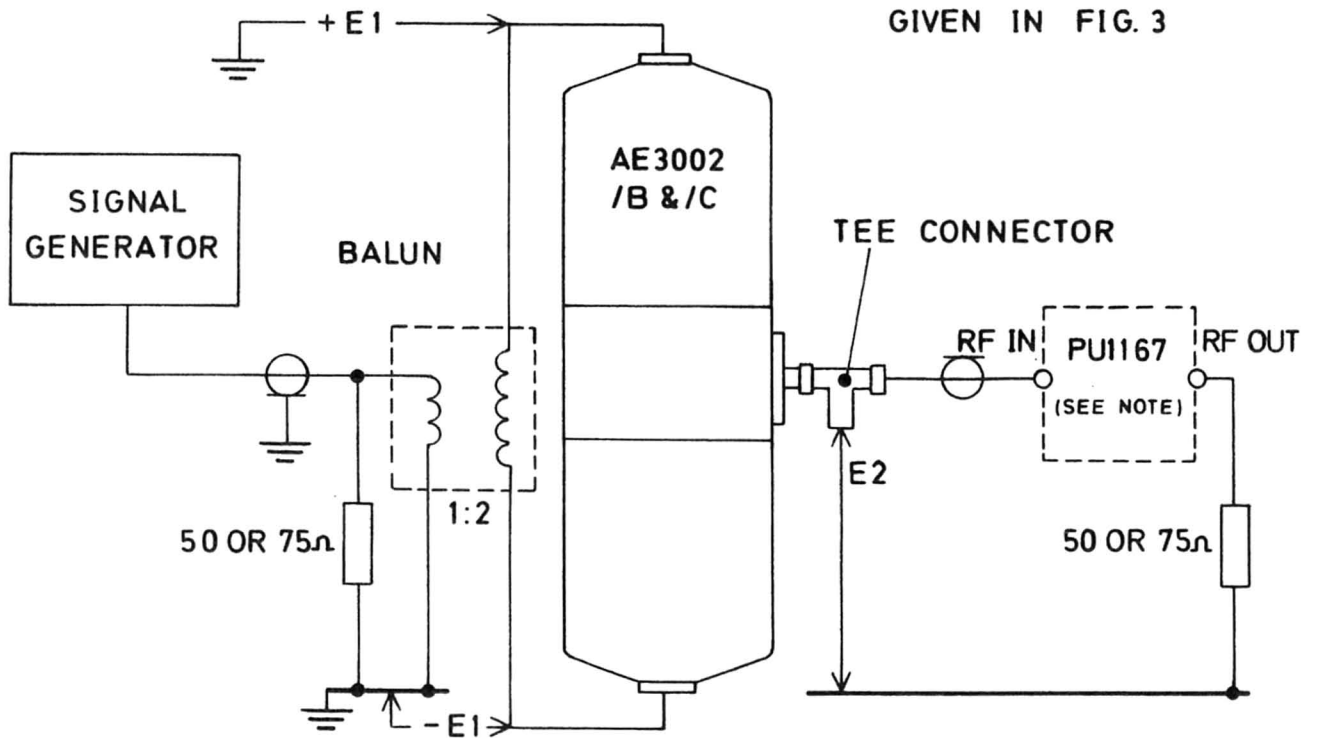 +E1
GIVEN IN FIG. 3
AE3002
/B &/C
SIGNAL
GENERATOR
BALUN
TEE CONNECTOR
RF IN
PU1167
(SEE NOTE)
RF OUT
E2
1:2
50 OR 75Ω
50 OR 75Ω
-E1